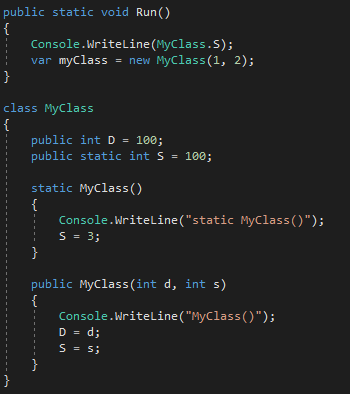 public static void Run()
{
    Console.WriteLine(MyClass.S);
    var myClass = new MyClass(1, 2);
}

class MyClass
{
    public int D = 100;
    public static int S = 100;

    static MyClass()
    {
        Console.WriteLine("static MyClass()");
        S = 3;
    }

    public MyClass(int d, int s)
    {
        Console.WriteLine("MyClass()");
        D = d;
        S = s;
    }
}